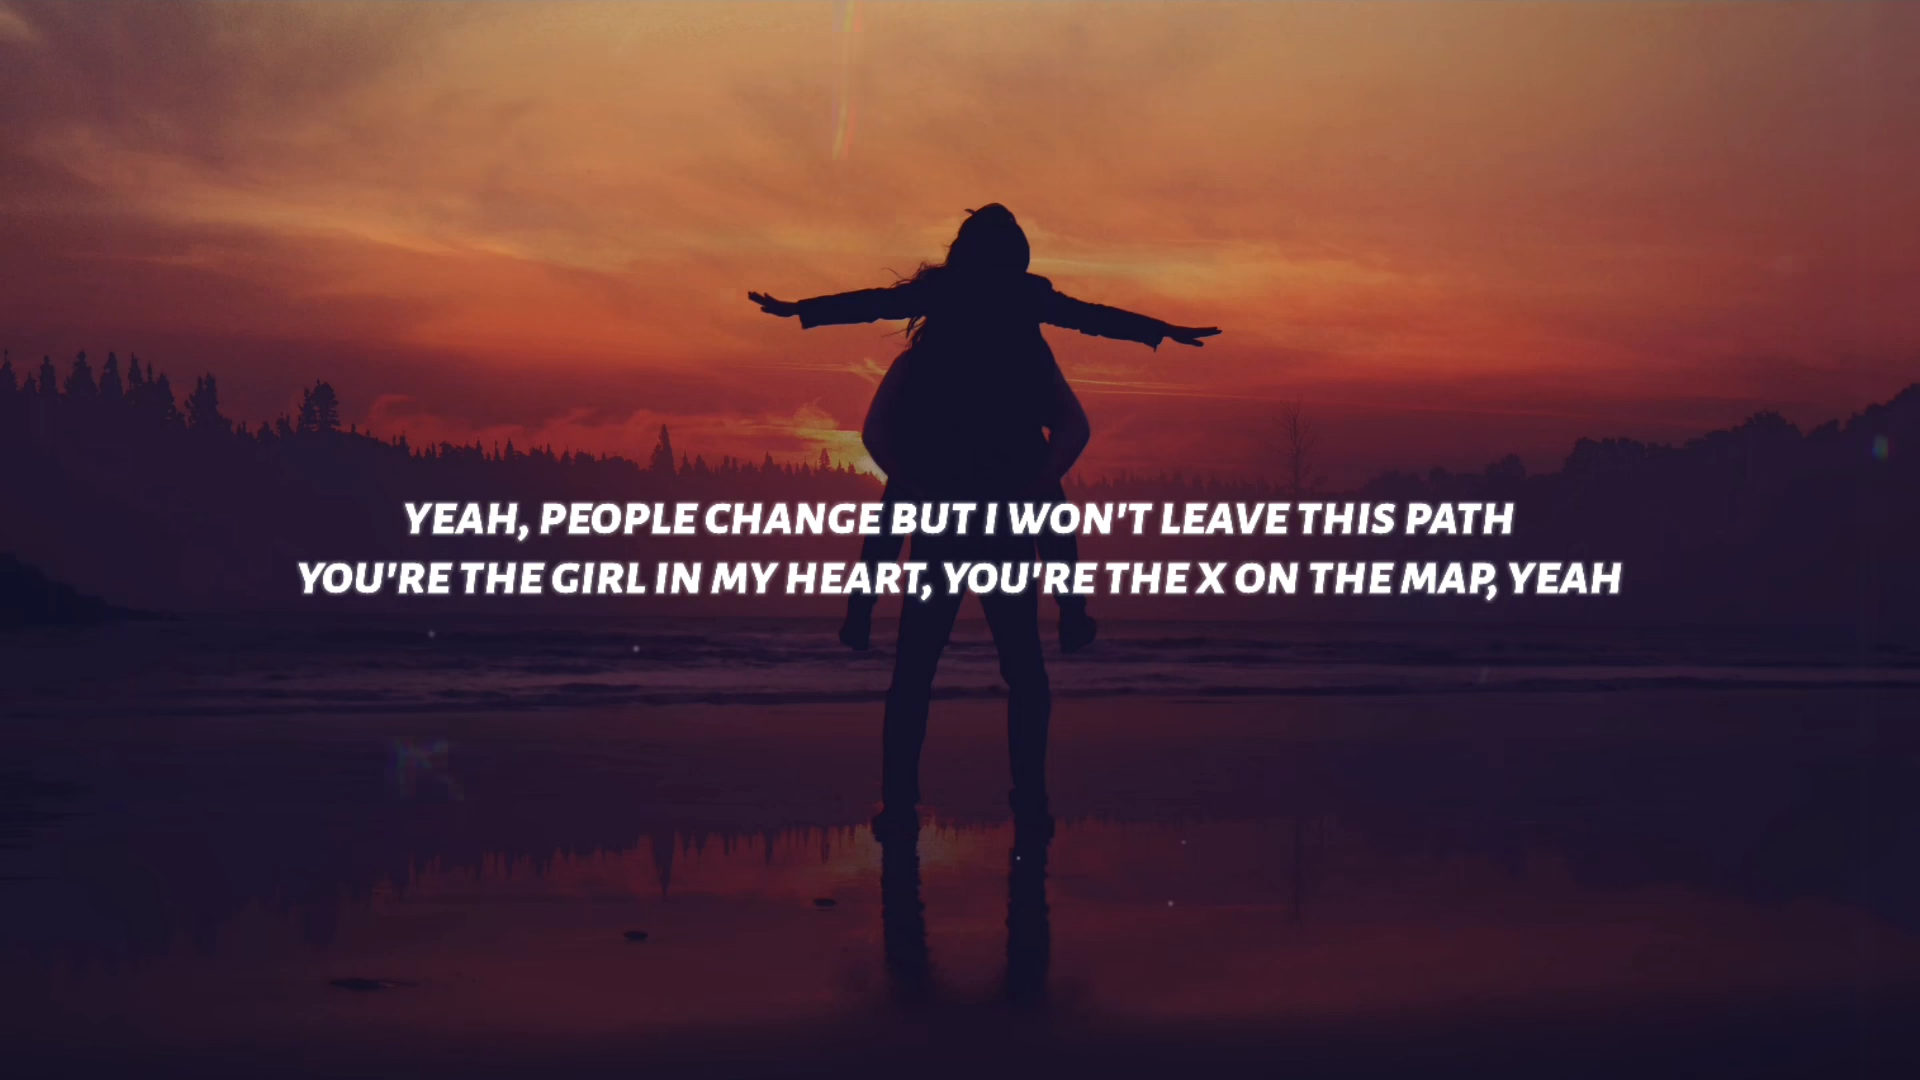 YEAH, PEOPLE CHANGE BUT I WON'T LEAVE THIS PATH
YOU'RE THE GIRL IN MY HEART, YOU'RE THE X ON THE MAP, YEAH